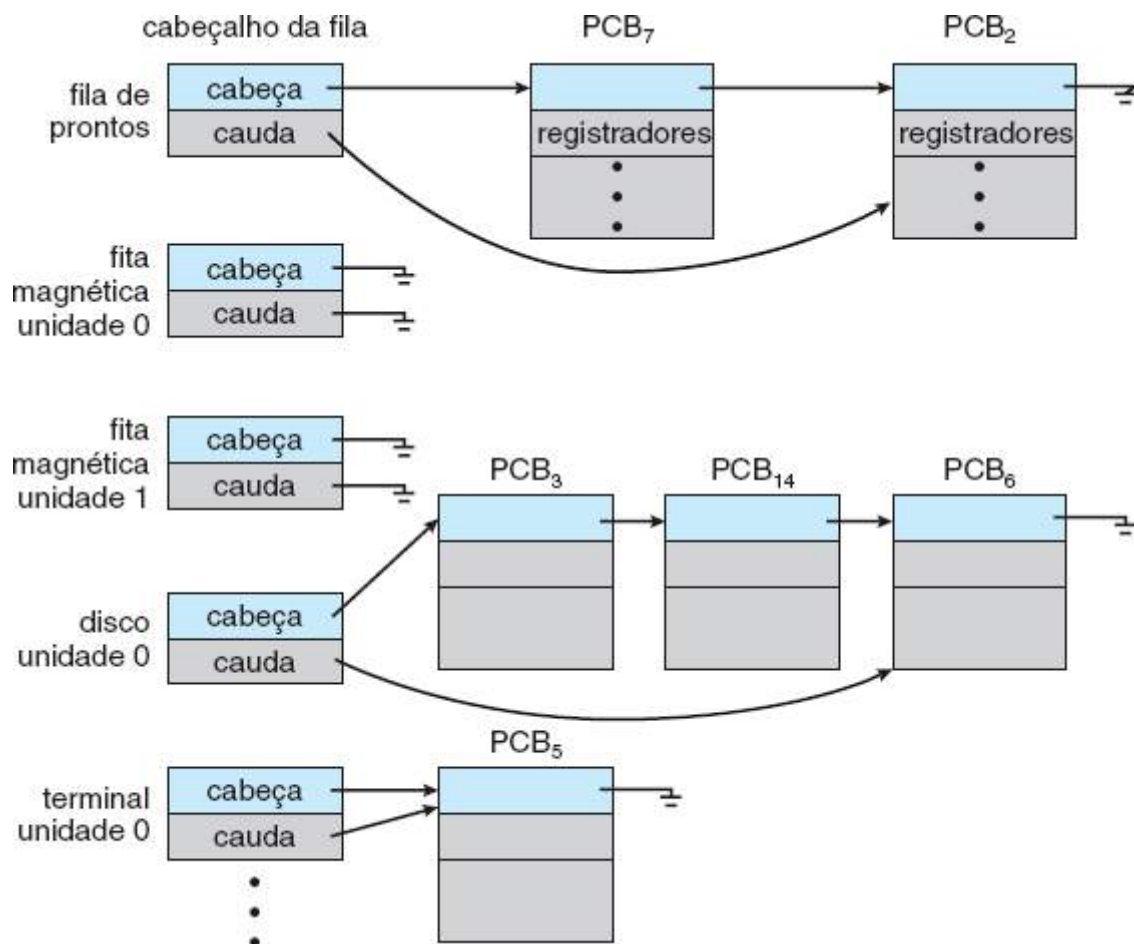 cabeçalho da fila
PCB₇
PCB₂
fila de
prontos
cabeça
cauda
registradores
registradores
fita
magnética
unidade 0
cabeça
cauda
fita
magnética
unidade 1
cabeça
cauda
PCB₃
PCB₁₄
PCB₆
disco
unidade 0
cabeça
cauda
PCB₅
terminal
unidade 0
cabeça
cauda